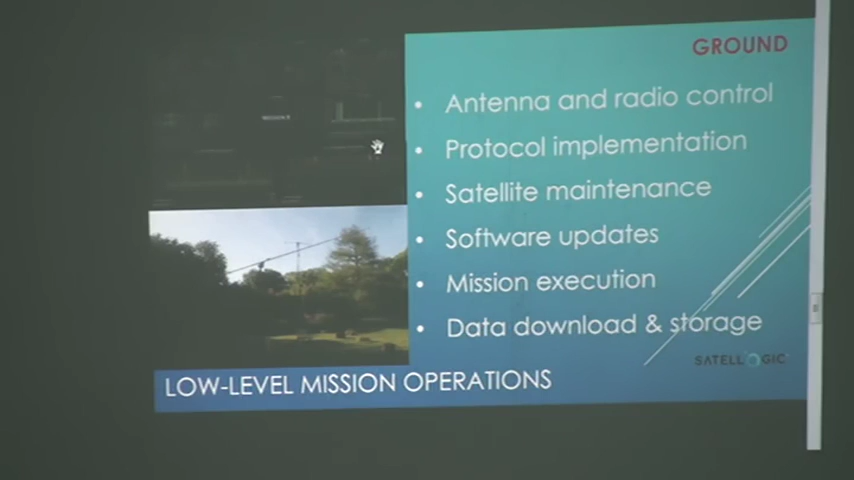 GROUND
• Antenna and radio control
• Protocol implementation
• Satellite maintenance
• Software updates
• Mission execution
• Data download & storage
SATELLOGIC
LOW-LEVEL MISSION OPERATIONS